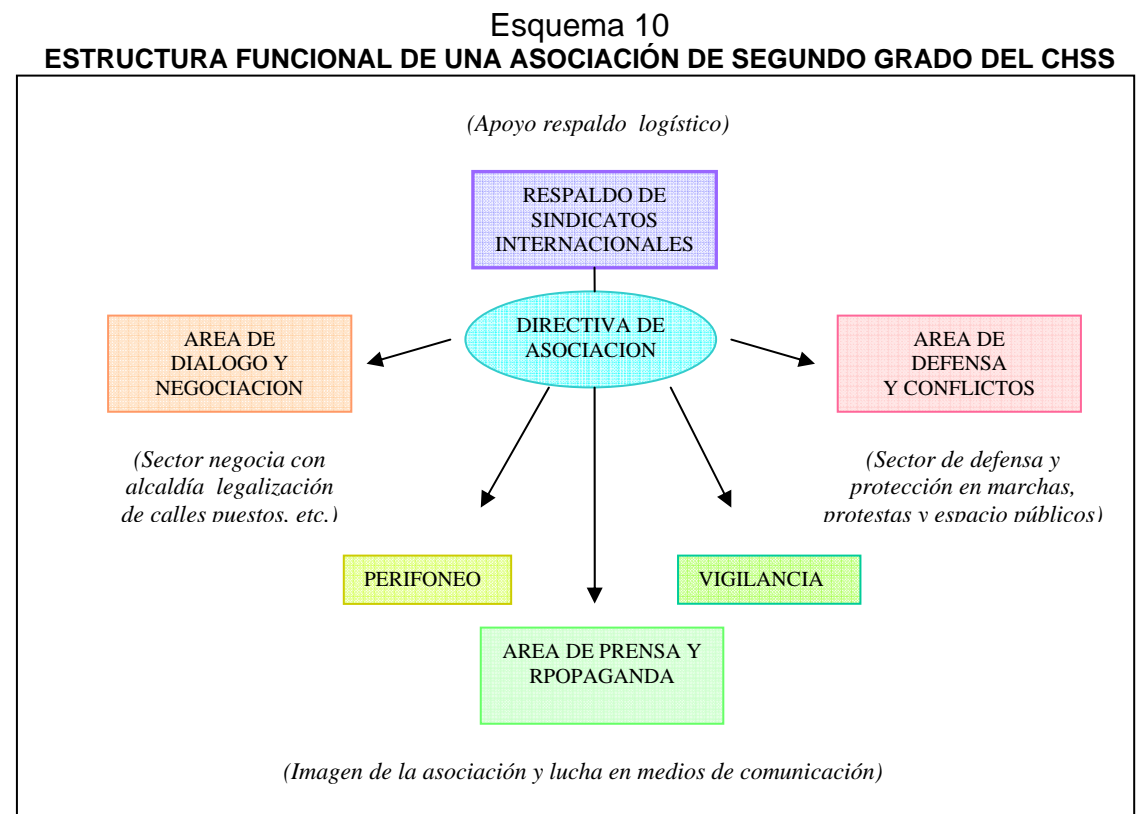 Esquema 10
ESTRUCTURA FUNCIONAL DE UNA ASOCIACIÓN DE SEGUNDO GRADO DEL CHSS
(Apoyo respaldo logístico)
RESPALDO DE
SINDICATOS
INTERNACIONALES
DIRECTIVA DE
ASOCIACION
AREA DE
DIALOGO Y
NEGOCIACION
AREA DE
DEFENSA
Y CONFLICTOS
(Sector negocia con
alcaldía legalización
de calles puestos, etc.)
(Sector de defensa y
protección en marchas,
protestas y espacio públicos)
PERIFONEO
VIGILANCIA
AREA DE PRENSA Y
RPOPAGANDA
(Imagen de la asociación y lucha en medios de comunicación)